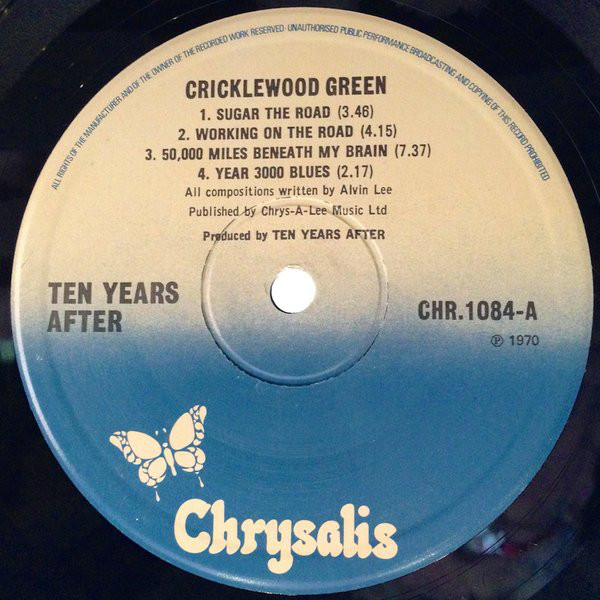 ALL RIGHTS OF THE MANUFACTURER AND OF THE OWNER OF THE RECORDED WORK RESERVED · UNAUTHORISED PUBLIC PERFORMANCE BROADCASTING AND COPYING OF THIS RECORD PROHIBITED
CRICKLEWOOD GREEN
1. SUGAR THE ROAD (3.46)
2. WORKING ON THE ROAD (4.15)
3. 50,000 MILES BENEATH MY BRAIN (7.37)
4. YEAR 3000 BLUES (2.17)
All compositions written by Alvin Lee
Published by Chrys-A-Lee Music Ltd
Produced by TEN YEARS AFTER
TEN YEARS
AFTER
CHR.1084-A
℗ 1970
Chrysalis